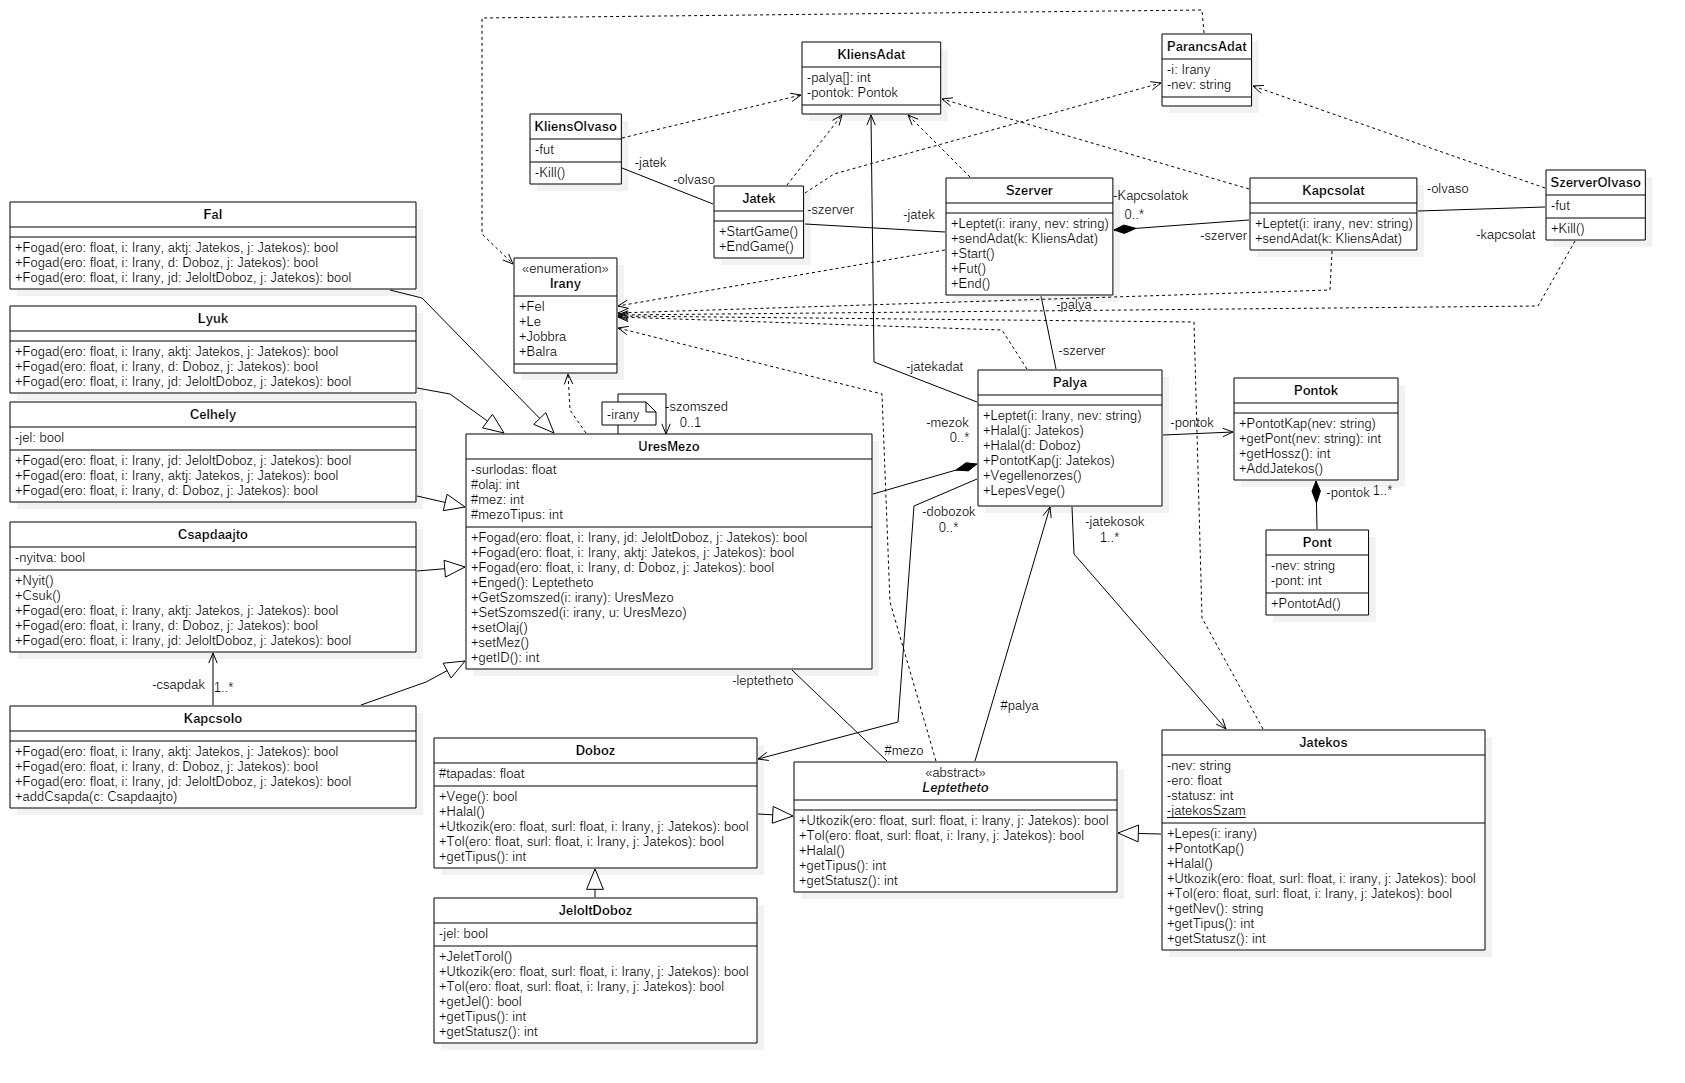 KliensAdat
-palya[]: int
-pontok: Pontok
ParancsAdat
-i: Irany
-nev: string
KliensOlvaso
-fut
-Kill()
-jatek
-olvaso
Jatek
+StartGame()
+EndGame()
-szerver
-jatek
Szerver
+Leptet(i: irany, nev: string)
+sendAdat(k: KliensAdat)
+Start()
+Fut()
+End()
-Kapcsolatok
0..*
-szerver
Kapcsolat
+Leptet(i: irany, nev: string)
+sendAdat(k: KliensAdat)
-olvaso
-kapcsolat
SzerverOlvaso
-fut
+Kill()
Fal
+Fogad(ero: float, i: Irany, aktj: Jatekos, j: Jatekos): bool
+Fogad(ero: float, i: Irany, d: Doboz, j: Jatekos): bool
+Fogad(ero: float, i: Irany, jd: JeloltDoboz, j: Jatekos): bool
«enumeration»
Irany
+Fel
+Le
+Jobbra
+Balra
Lyuk
+Fogad(ero: float, i: Irany, aktj: Jatekos, j: Jatekos): bool
+Fogad(ero: float, i: Irany, d: Doboz, j: Jatekos): bool
+Fogad(ero: float, i: Irany, jd: JeloltDoboz, j: Jatekos): bool
-palya
-szerver
-jatekadat
Palya
+Leptet(i: Irany, nev: string)
+Halal(j: Jatekos)
+Halal(d: Doboz)
+PontotKap(j: Jatekos)
+Vegellenorzes()
+LepesVege()
-pontok
Pontok
+PontotKap(nev: string)
+getPont(nev: string): int
+getHossz(): int
+AddJatekos()
-pontok
1..*
Pont
-nev: string
-pont: int
+PontotAd()
Celhely
-jel: bool
+Fogad(ero: float, i: Irany, jd: JeloltDoboz, j: Jatekos): bool
+Fogad(ero: float, i: Irany, aktj: Jatekos, j: Jatekos): bool
+Fogad(ero: float, i: Irany, d: Doboz, j: Jatekos): bool
-irany
-szomszed
0..1
-mezok
0..*
-dobozok
0..*
-jatekosok
1..*
UresMezo
-surlodas: float
#olaj: int
#mez: int
#mezoTipus: int
+Fogad(ero: float, i: Irany, jd: JeloltDoboz, j: Jatekos): bool
+Fogad(ero: float, i: Irany, aktj: Jatekos, j: Jatekos): bool
+Fogad(ero: float, i: Irany, d: Doboz, j: Jatekos): bool
+Enged(): Leptetheto
+GetSzomszed(i: irany): UresMezo
+SetSzomszed(i: irany, u: UresMezo)
+setOlaj()
+setMez()
+getID(): int
Csapdaajto
-nyitva: bool
+Nyit()
+Csuk()
+Fogad(ero: float, i: Irany, aktj: Jatekos, j: Jatekos): bool
+Fogad(ero: float, i: Irany, d: Doboz, j: Jatekos): bool
+Fogad(ero: float, i: Irany, jd: JeloltDoboz, j: Jatekos): bool
-csapdak
1..*
-leptetheto
#mezo
#palya
Kapcsolo
+Fogad(ero: float, i: Irany, aktj: Jatekos, j: Jatekos): bool
+Fogad(ero: float, i: Irany, d: Doboz, j: Jatekos): bool
+Fogad(ero: float, i: Irany, jd: JeloltDoboz, j: Jatekos): bool
+addCsapda(c: Csapdaajto)
Doboz
#tapadas: float
+Vege(): bool
+Halal()
+Utkozik(ero: float, surl: float, i: Irany, j: Jatekos): bool
+Tol(ero: float, surl: float, i: Irany, j: Jatekos): bool
+getTipus(): int
«abstract»
Leptetheto
+Utkozik(ero: float, surl: float, i: Irany, j: Jatekos): bool
+Tol(ero: float, surl: float, i: Irany, j: Jatekos): bool
+Halal()
+getTipus(): int
+getStatusz(): int
Jatekos
-nev: string
-ero: float
-statusz: int
-jatekosSzam
+Lepes(i: irany)
+PontotKap()
+Halal()
+Utkozik(ero: float, surl: float, i: irany, j: Jatekos): bool
+Tol(ero: float, surl: float, i: Irany, j: Jatekos): bool
+getNev(): string
+getTipus(): int
+getStatusz(): int
JeloltDoboz
-jel: bool
+JeletTorol()
+Utkozik(ero: float, surl: float, i: Irany, j: Jatekos): bool
+Tol(ero: float, surl: float, i: Irany, j: Jatekos): bool
+getJel(): bool
+getTipus(): int
+getStatusz(): int